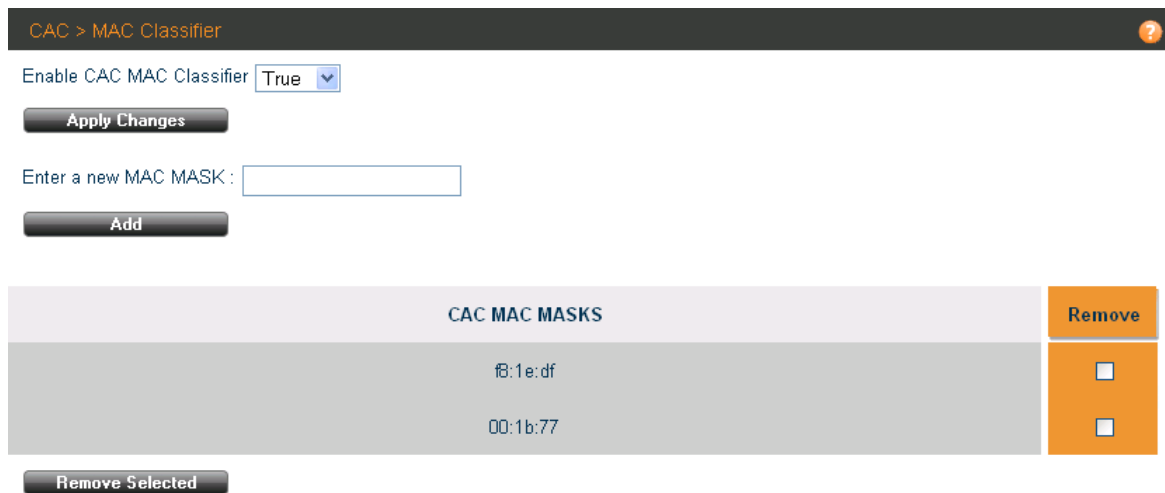 CAC > MAC Classifier ?
Enable CAC MAC Classifier True
Apply Changes
Enter a new MAC MASK :
Add
CAC MAC MASKS Remove
f8:1e:df
00:1b:77
Remove Selected